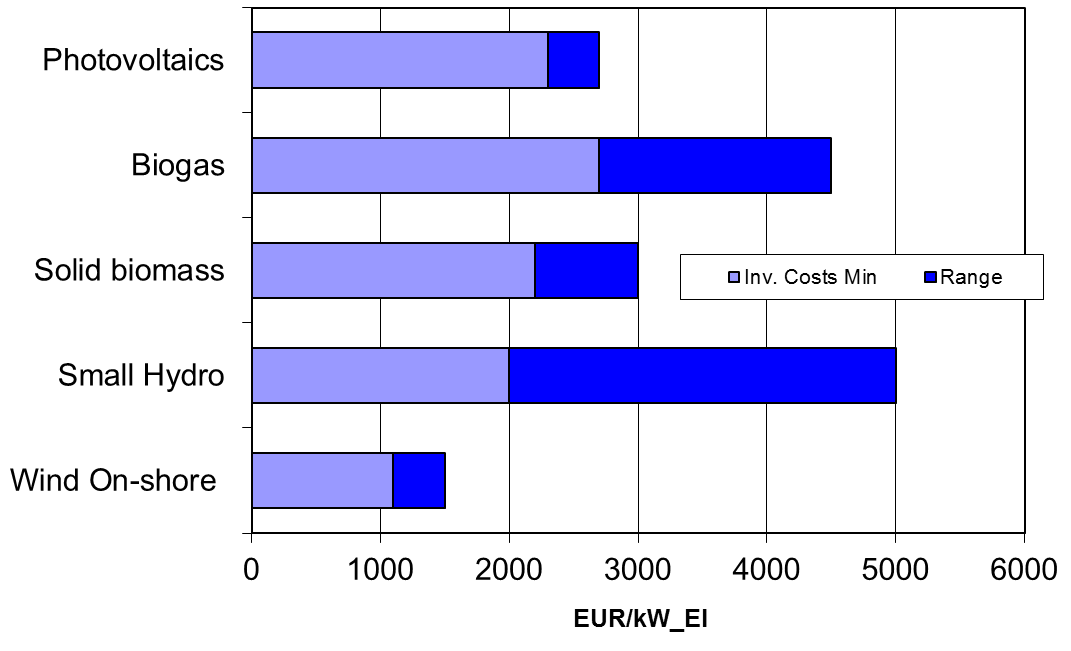 Photovoltaics
Biogas
Solid biomass
Inv. Costs Min Range
Small Hydro
Wind On-shore
0 1000 2000 3000 4000 5000 6000
EUR/kW_El